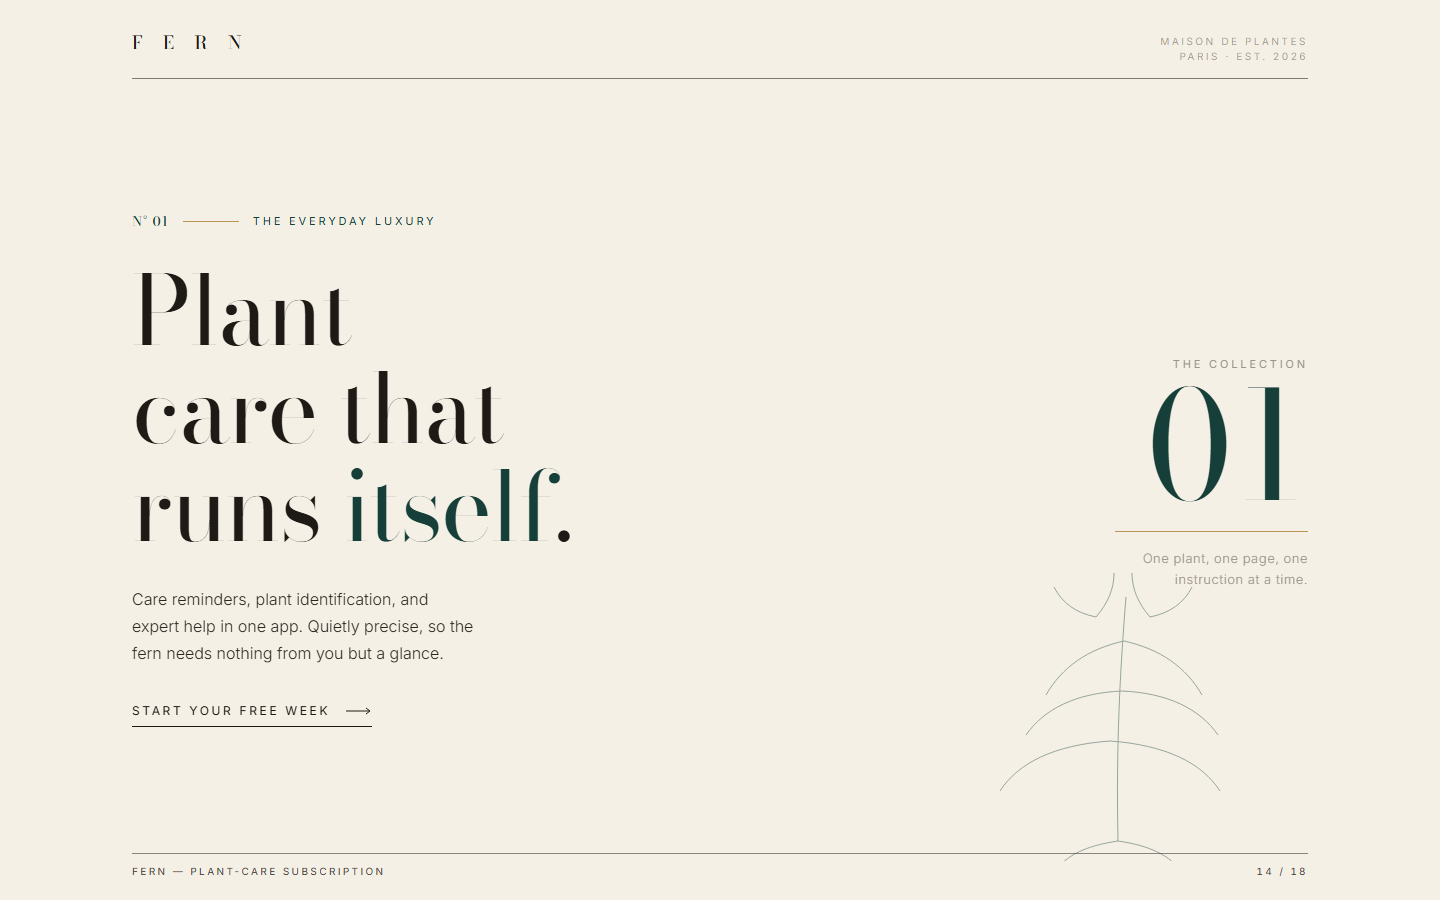 FERN
MAISON DE PLANTES
PARIS · EST. 2026
N° 01 THE EVERYDAY LUXURY
Plant
care that
runs itself.
Care reminders, plant identification, and
expert help in one app. Quietly precise, so the
fern needs nothing from you but a glance.
START YOUR FREE WEEK →
THE COLLECTION
01
One plant, one page, one
instruction at a time.
FERN — PLANT-CARE SUBSCRIPTION
14 / 18